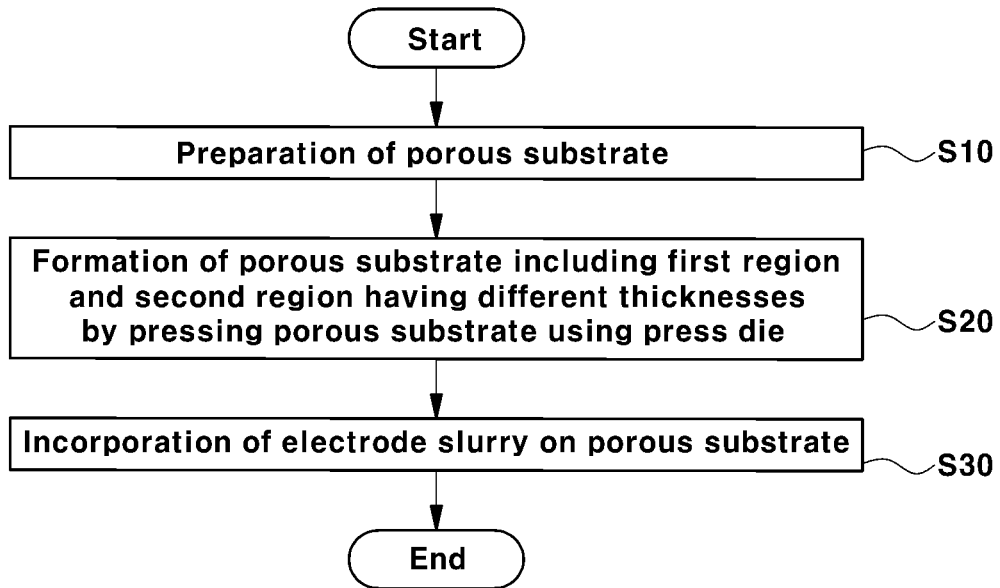 Start
Preparation of porous substrate
S10
Formation of porous substrate including first region
and second region having different thicknesses
by pressing porous substrate using press die
S20
Incorporation of electrode slurry on porous substrate
S30
End